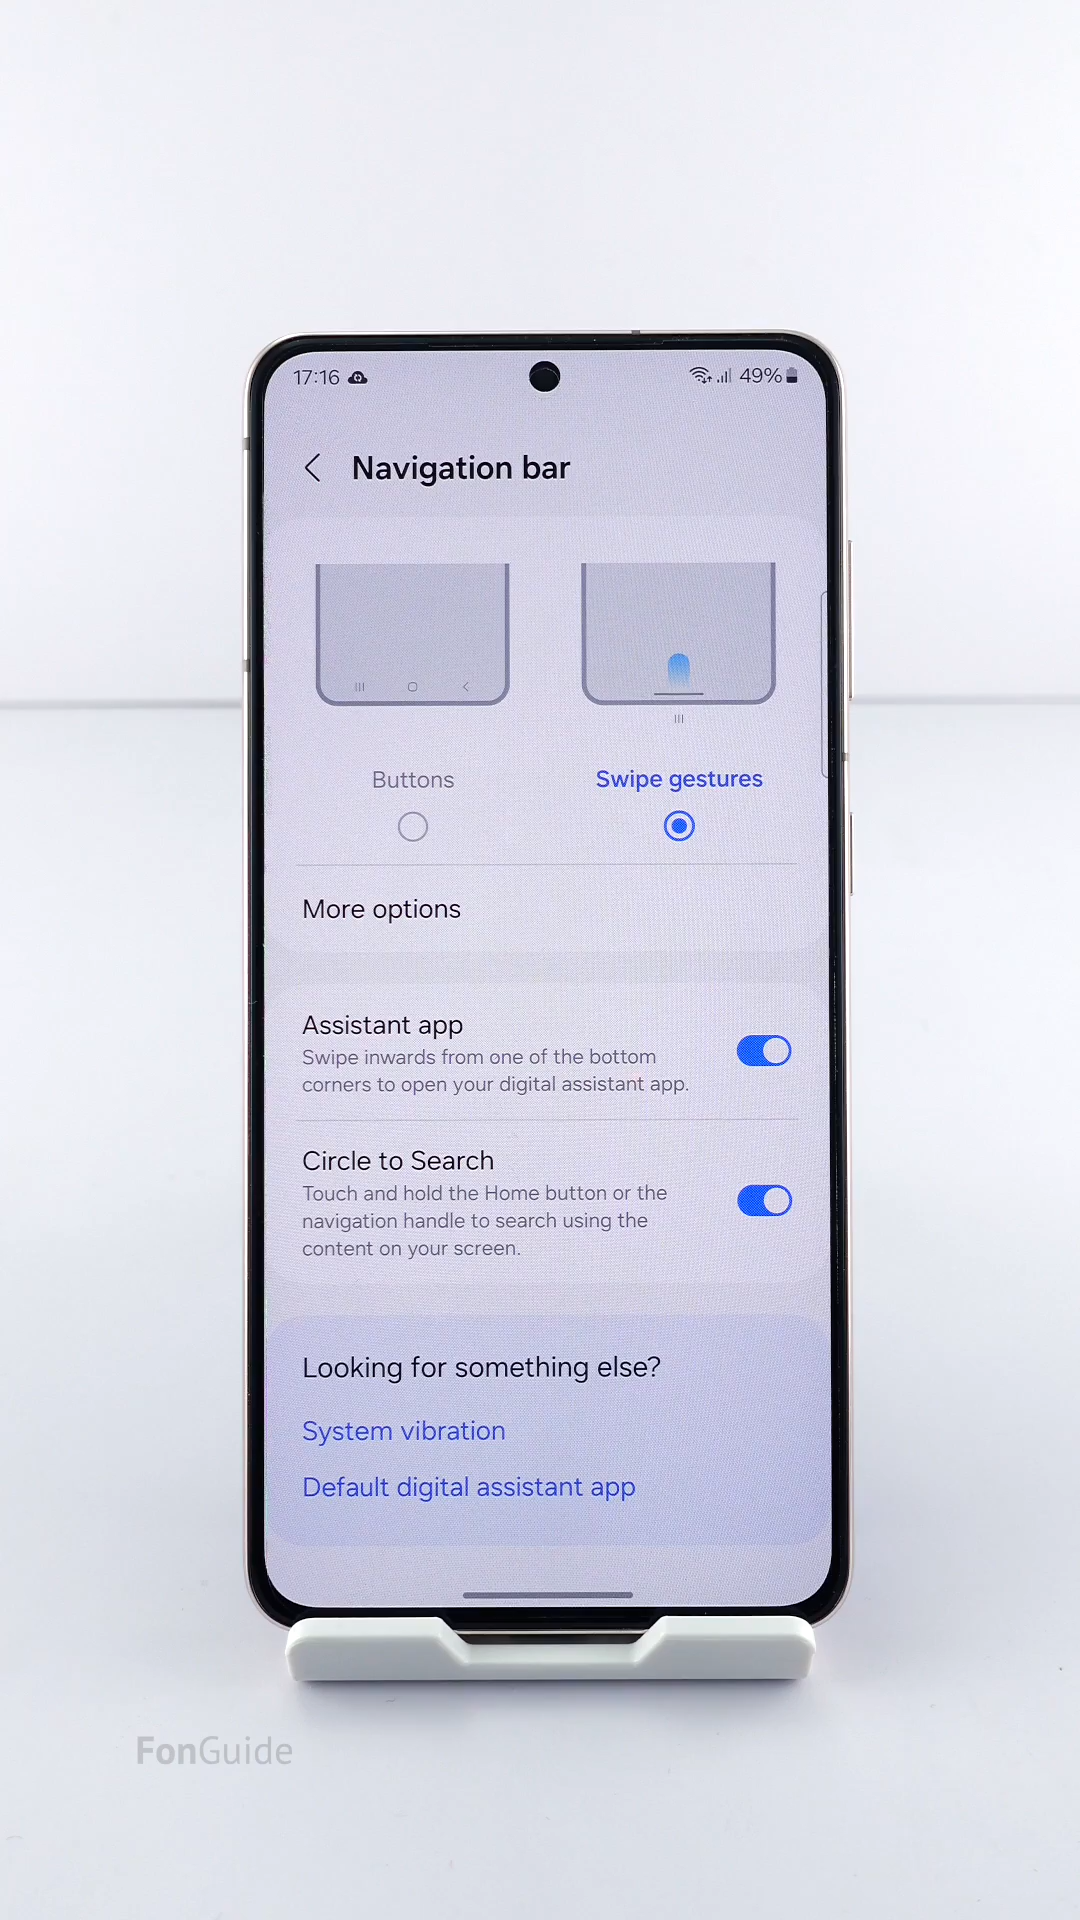 17:16
49%
Navigation bar
Buttons
Swipe gestures
More options
Assistant app
Swipe inwards from one of the bottom
corners to open your digital assistant app.
Circle to Search
Touch and hold the Home button or the
navigation handle to search using the
content on your screen.
Looking for something else?
System vibration
Default digital assistant app
FonGuide